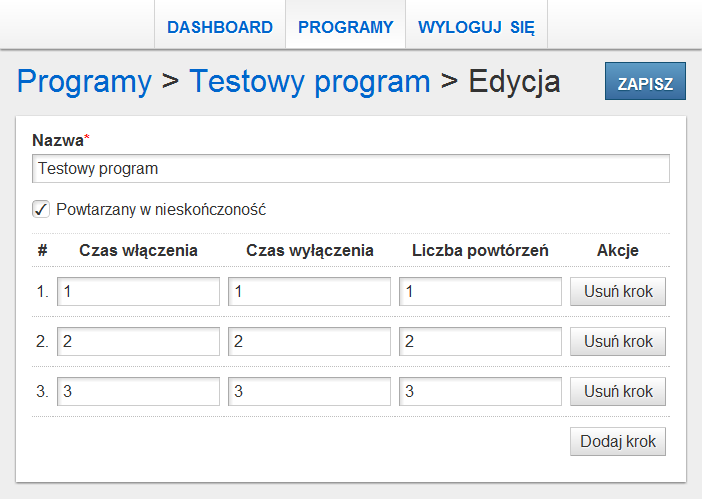 DASHBOARD PROGRAMY WYLOGUJ SIĘ
Programy > Testowy program > Edycja ZAPISZ
Nazwa*
Testowy program
Powtarzany w nieskończoność
# Czas włączenia Czas wyłączenia Liczba powtórzeń Akcje
1. 1 1 1 Usuń krok
2. 2 2 2 Usuń krok
3. 3 3 3 Usuń krok
Dodaj krok